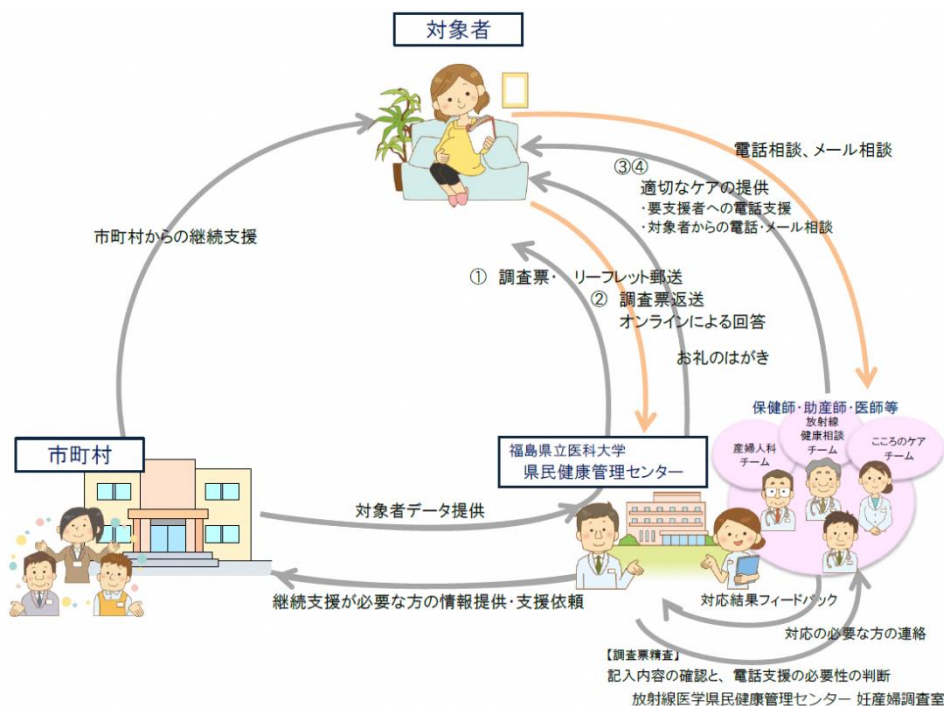 対象者
電話相談、メール相談
③④
適切なケアの提供
・要支援者への電話支援
・対象者からの電話・メール相談
市町村からの継続支援
① 調査票・ リーフレット郵送
② 調査票返送
オンラインによる回答
お礼のはがき
保健師・助産師・医師等
放射線
健康相談
チーム
産婦人科
チーム
こころのケア
チーム
市町村
福島県立医科大学
県民健康管理センター
対象者データ提供
継続支援が必要な方の情報提供・支援依頼
対応結果フィードバック
対応の必要な方の連絡
【調査票精査】
記入内容の確認と、電話支援の必要性の判断
放射線医学県民健康管理センター 妊産婦調査室